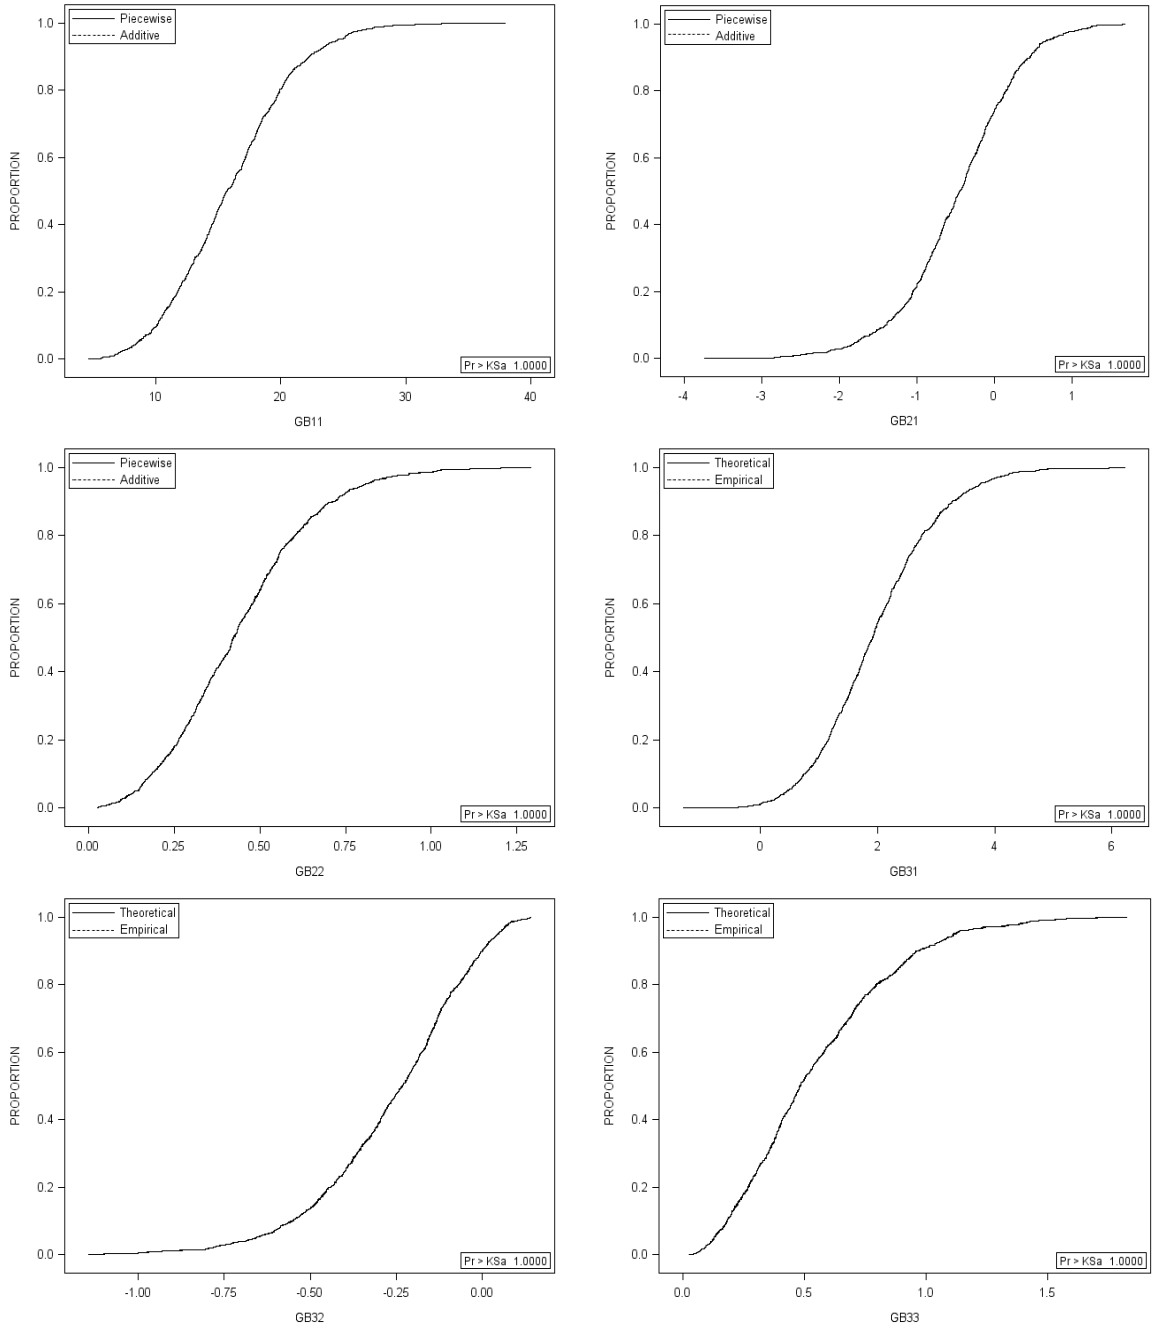 Piecewise
Additive
1.0
0.8
0.6
0.4
0.2
0.0
PROPORTION
Pr > KSa 1.0000
10
20
30
40
GB11
Piecewise
Additive
1.0
0.8
0.6
0.4
0.2
0.0
PROPORTION
Pr > KSa 1.0000
-4
-3
-2
-1
0
1
GB21
Piecewise
Additive
1.0
0.8
0.6
0.4
0.2
0.0
PROPORTION
Pr > KSa 1.0000
0.00
0.25
0.50
0.75
1.00
1.25
GB22
Theoretical
Empirical
1.0
0.8
0.6
0.4
0.2
0.0
PROPORTION
Pr > KSa 1.0000
0
2
4
6
GB31
Theoretical
Empirical
1.0
0.8
0.6
0.4
0.2
0.0
PROPORTION
Pr > KSa 1.0000
-1.00
-0.75
-0.50
-0.25
0.00
GB32
Theoretical
Empirical
1.0
0.8
0.6
0.4
0.2
0.0
PROPORTION
Pr > KSa 1.0000
0.0
0.5
1.0
1.5
GB33